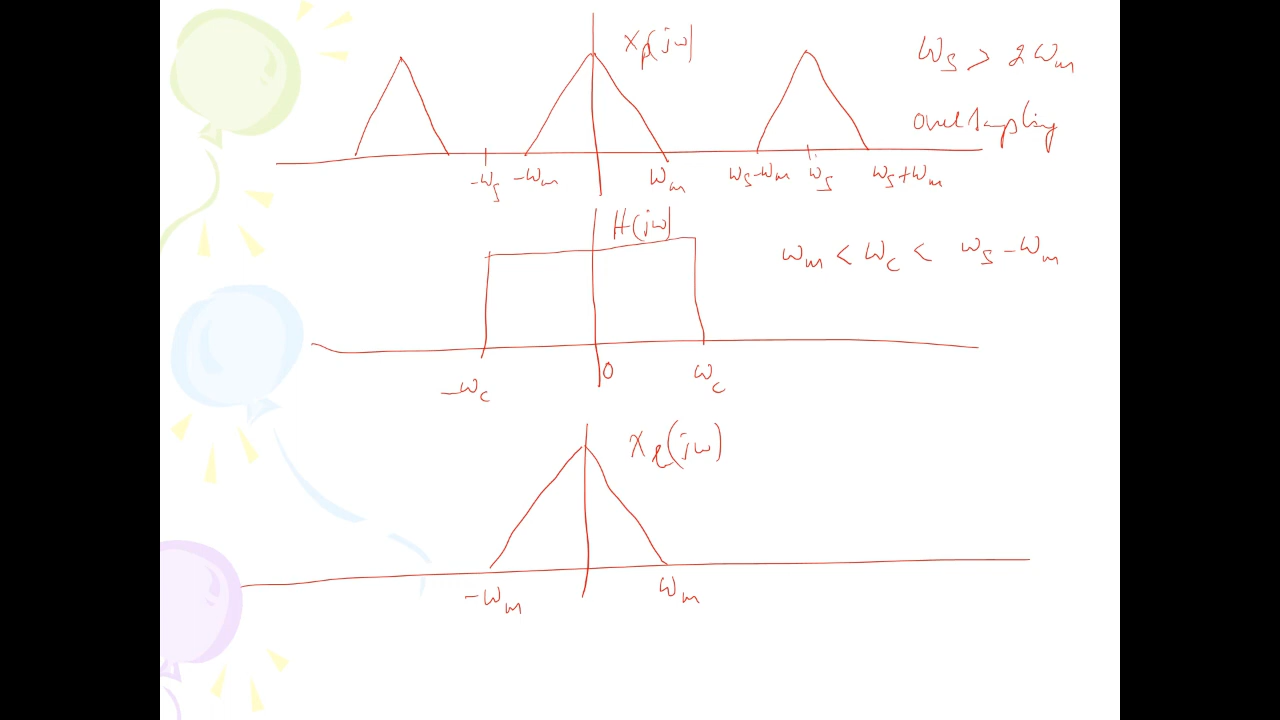 Xp(jω)
ωs > 2ωm
oversampling
-ωs -ωm ωm ωs-ωm ωs ωs+ωm
H(jω)
ωm < ωc < ωs-ωm
-ωc 0 ωc
Xr(jω)
-ωm ωm